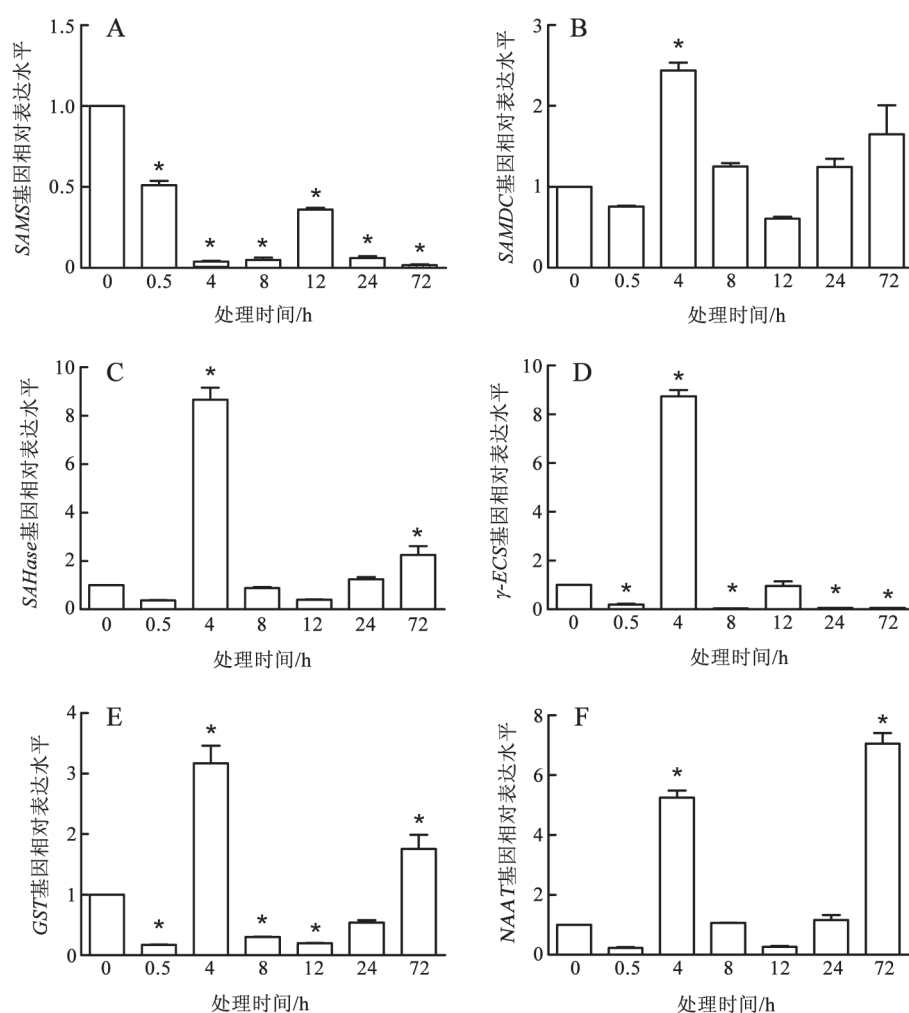 A
SAMS基因相对表达水平
1.5
1.0
0.5
0
* * * * * *
0 0.5 4 8 12 24 72
处理时间/h
B
SAMDC基因相对表达水平
3
2
1
0
*
0 0.5 4 8 12 24 72
处理时间/h
C
SAHase基因相对表达水平
10
8
6
4
2
0
* *
0 0.5 4 8 12 24 72
处理时间/h
D
γ-ECS基因相对表达水平
10
8
6
4
2
0
* * * * *
0 0.5 4 8 12 24 72
处理时间/h
E
GST基因相对表达水平
4
3
2
1
0
* * * * *
0 0.5 4 8 12 24 72
处理时间/h
F
NAAT基因相对表达水平
8
6
4
2
0
* *
0 0.5 4 8 12 24 72
处理时间/h